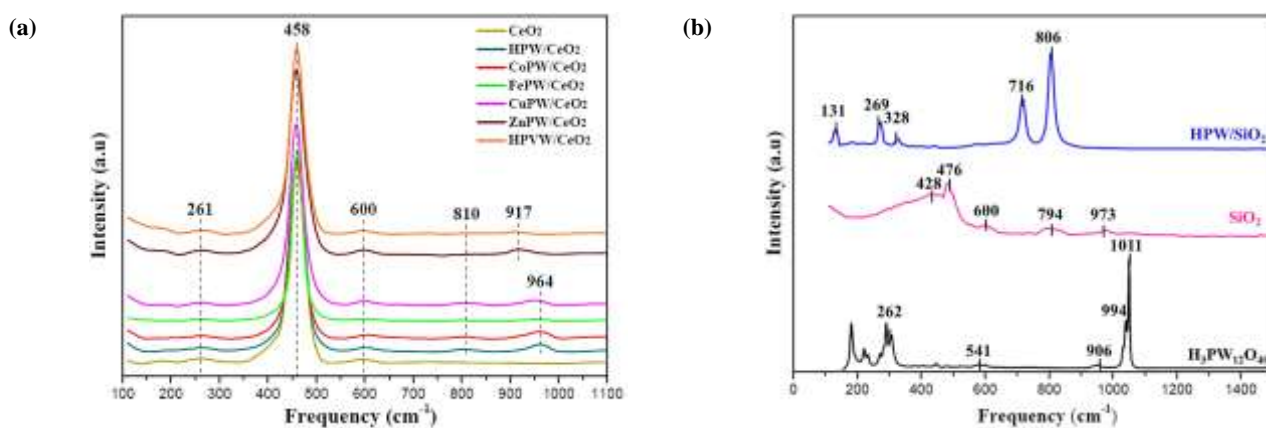 (a)
458
CeO2
HPW/CeO2
CoPW/CeO2
FePW/CeO2
CuPW/CeO2
ZnPW/CeO2
HPVW/CeO2
261
600
810
917
964
Intensity (a.u)
100 200 300 400 500 600 700 800 900 1000 1100
Frequency (cm-1)
(b)
806
716
131
269
328
HPW/SiO2
476
428
600
794
973
SiO2
1011
994
262
541
906
H3PW12O40
Intensity (a.u)
0 200 400 600 800 1000 1200 1400
Frequency (cm-1)